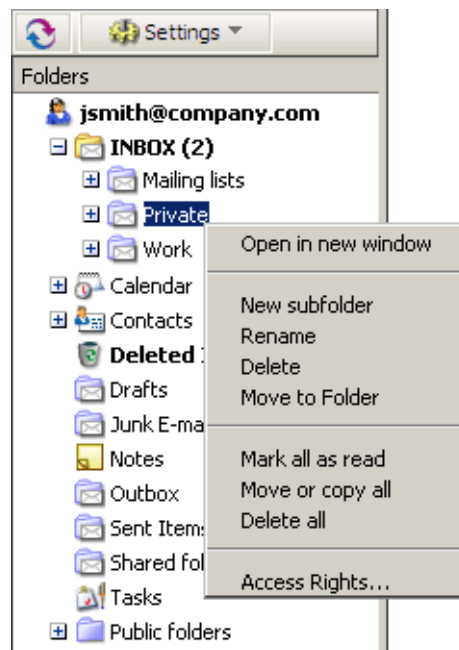 Settings
Folders
jsmith@company.com
INBOX (2)
Mailing lists
Private
Work
Calendar
Contacts
Deleted
Drafts
Junk E-ma
Notes
Outbox
Sent Items
Shared fol
Tasks
Public folders
Open in new window
New subfolder
Rename
Delete
Move to Folder
Mark all as read
Move or copy all
Delete all
Access Rights...